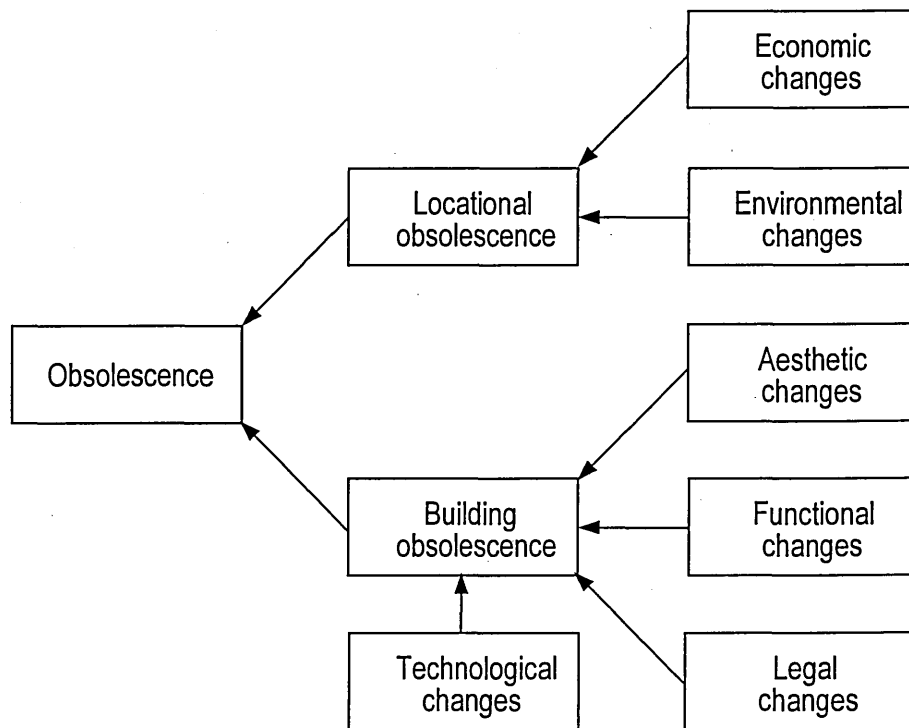 Economic
changes
Locational
obsolescence
Environmental
changes
Obsolescence
Aesthetic
changes
Building
obsolescence
Functional
changes
Technological
changes
Legal
changes